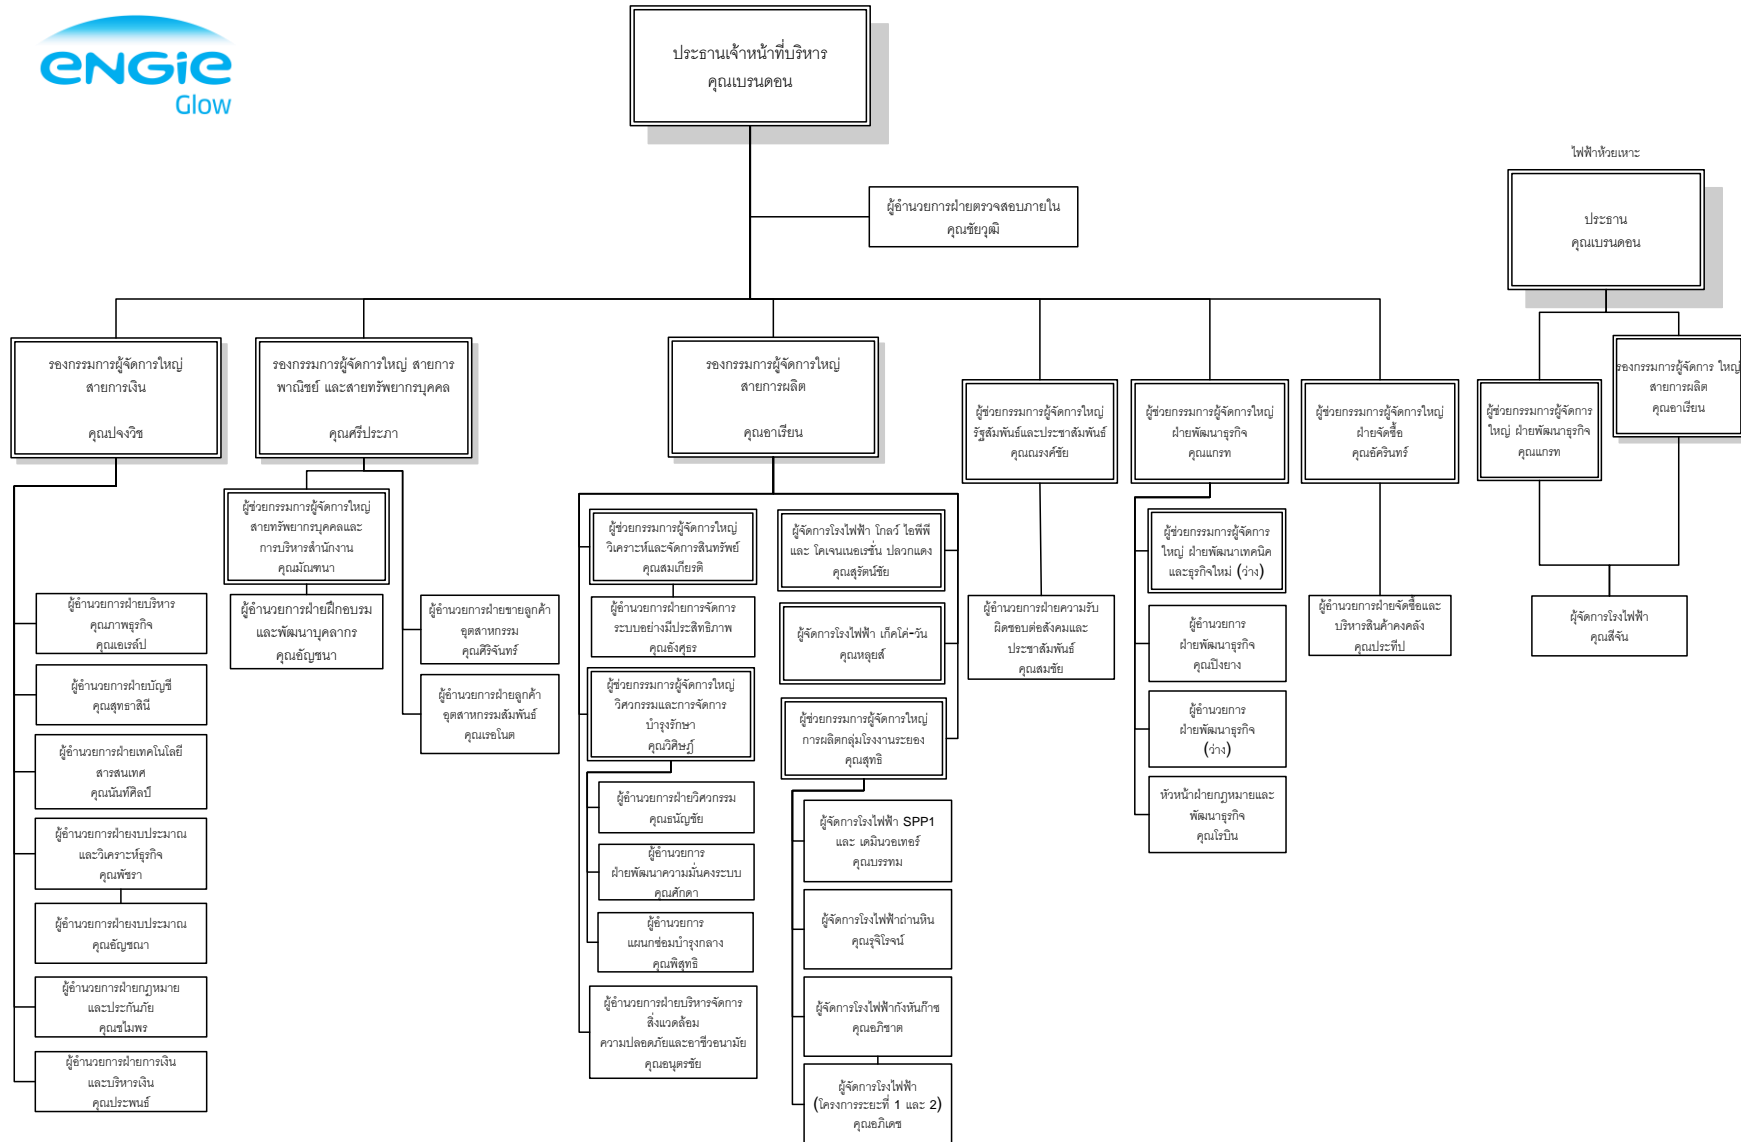 ENGIE
Glow
ประธานเจ้าหน้าที่บริหาร
คุณเบรนดอน
ผู้อำนวยการฝ่ายตรวจสอบภายใน
คุณชัยวุฒิ
ไฟฟ้าห้วยเหาะ
ประธาน
คุณเบรนดอน
รองกรรมการผู้จัดการใหญ่
สายการเงิน
คุณปจงวิช
รองกรรมการผู้จัดการใหญ่ สายการ
พาณิชย์ และสายทรัพยากรบุคคล
คุณศรีประภา
รองกรรมการผู้จัดการใหญ่
สายการผลิต
คุณอาเรียน
ผู้ช่วยกรรมการผู้จัดการใหญ่
รัฐสัมพันธ์และประชาสัมพันธ์
คุณณรงค์ชัย
ผู้ช่วยกรรมการผู้จัดการใหญ่
ฝ่ายพัฒนาธุรกิจ
คุณแกรท
ผู้ช่วยกรรมการผู้จัดการใหญ่
ฝ่ายจัดซื้อ
คุณอัครินทร์
ผู้ช่วยกรรมการผู้จัดการ
ใหญ่ ฝ่ายพัฒนาธุรกิจ
คุณแกรท
รองกรรมการผู้จัดการ ใหญ่
สายการผลิต
คุณอาเรียน
ผู้อำนวยการฝ่ายบริหาร
คุณภาพธุรกิจ
คุณเอเรล์ป
ผู้อำนวยการฝ่ายบัญชี
คุณสุทธาสินี
ผู้อำนวยการฝ่ายเทคโนโลยี
สารสนเทศ
คุณนันท์ศิลป์
ผู้อำนวยการฝ่ายงบประมาณ
และวิเคราะห์ธุรกิจ
คุณพัชรา
ผู้อำนวยการฝ่ายงบประมาณ
คุณอัญชณา
ผู้อำนวยการฝ่ายกฎหมาย
และประกันภัย
คุณชไมพร
ผู้อำนวยการฝ่ายการเงิน
และบริหารเงิน
คุณประพนธ์
ผู้ช่วยกรรมการผู้จัดการใหญ่
สายทรัพยากรบุคคลและ
การบริหารสำนักงาน
คุณมัณฑนา
ผู้อำนวยการฝ่ายฝึกอบรม
และพัฒนาบุคลากร
คุณอัญชนา
ผู้อำนวยการฝ่ายขายลูกค้า
อุตสาหกรรม
คุณศิริจันทร์
ผู้อำนวยการฝ่ายลูกค้า
อุตสาหกรรมสัมพันธ์
คุณเรอโนต
ผู้ช่วยกรรมการผู้จัดการใหญ่
วิเคราะห์และจัดการสินทรัพย์
คุณสมเกียรติ
ผู้อำนวยการฝ่ายการจัดการ
ระบบอย่างมีประสิทธิภาพ
คุณอังศุธร
ผู้ช่วยกรรมการผู้จัดการใหญ่
วิศวกรรมและการจัดการ
บำรุงรักษา
คุณวิศิษฎ์
ผู้อำนวยการฝ่ายวิศวกรรม
คุณธนัญชัย
ผู้อำนวยการ
ฝ่ายพัฒนาความมั่นคงระบบ
คุณศักดา
ผู้อำนวยการ
แผนกซ่อมบำรุงกลาง
คุณพิสุทธิ
ผู้อำนวยการฝ่ายบริหารจัดการ
สิ่งแวดล้อม
ความปลอดภัยและอาชีวอนามัย
คุณอนุตรชัย
ผู้จัดการโรงไฟฟ้า โกลว์ ไอพีพี
และ โคเจนเนอเรชั่น ปลวกแดง
คุณสุรัตน์ชัย
ผู้จัดการโรงไฟฟ้า เก็คโค่-วัน
คุณหลุยส์
ผู้ช่วยกรรมการผู้จัดการใหญ่
การผลิตกลุ่มโรงงานระยอง
คุณสุทธิ
ผู้จัดการโรงไฟฟ้า SPP1
และ เดมินวอเทอร์
คุณบรรทม
ผู้จัดการโรงไฟฟ้าถ่านหิน
คุณรุจิโรจน์
ผู้จัดการโรงไฟฟ้ากังหันก๊าซ
คุณอภิชาต
ผู้จัดการโรงไฟฟ้า
(โครงการระยะที่ 1 และ 2)
คุณอภิเดช
ผู้อำนวยการฝ่ายความรับ
ผิดชอบต่อสังคมและ
ประชาสัมพันธ์
คุณสมชัย
ผู้ช่วยกรรมการผู้จัดการ
ใหญ่ ฝ่ายพัฒนาเทคนิค
และธุรกิจใหม่ (ว่าง)
ผู้อำนวยการ
ฝ่ายพัฒนาธุรกิจ
คุณปิงยาง
ผู้อำนวยการ
ฝ่ายพัฒนาธุรกิจ
(ว่าง)
หัวหน้าฝ่ายกฎหมายและ
พัฒนาธุรกิจ
คุณโรบิน
ผู้อำนวยการฝ่ายจัดซื้อและ
บริหารสินค้าคงคลัง
คุณประทีป
ผู้จัดการโรงไฟฟ้า
คุณสีจัน